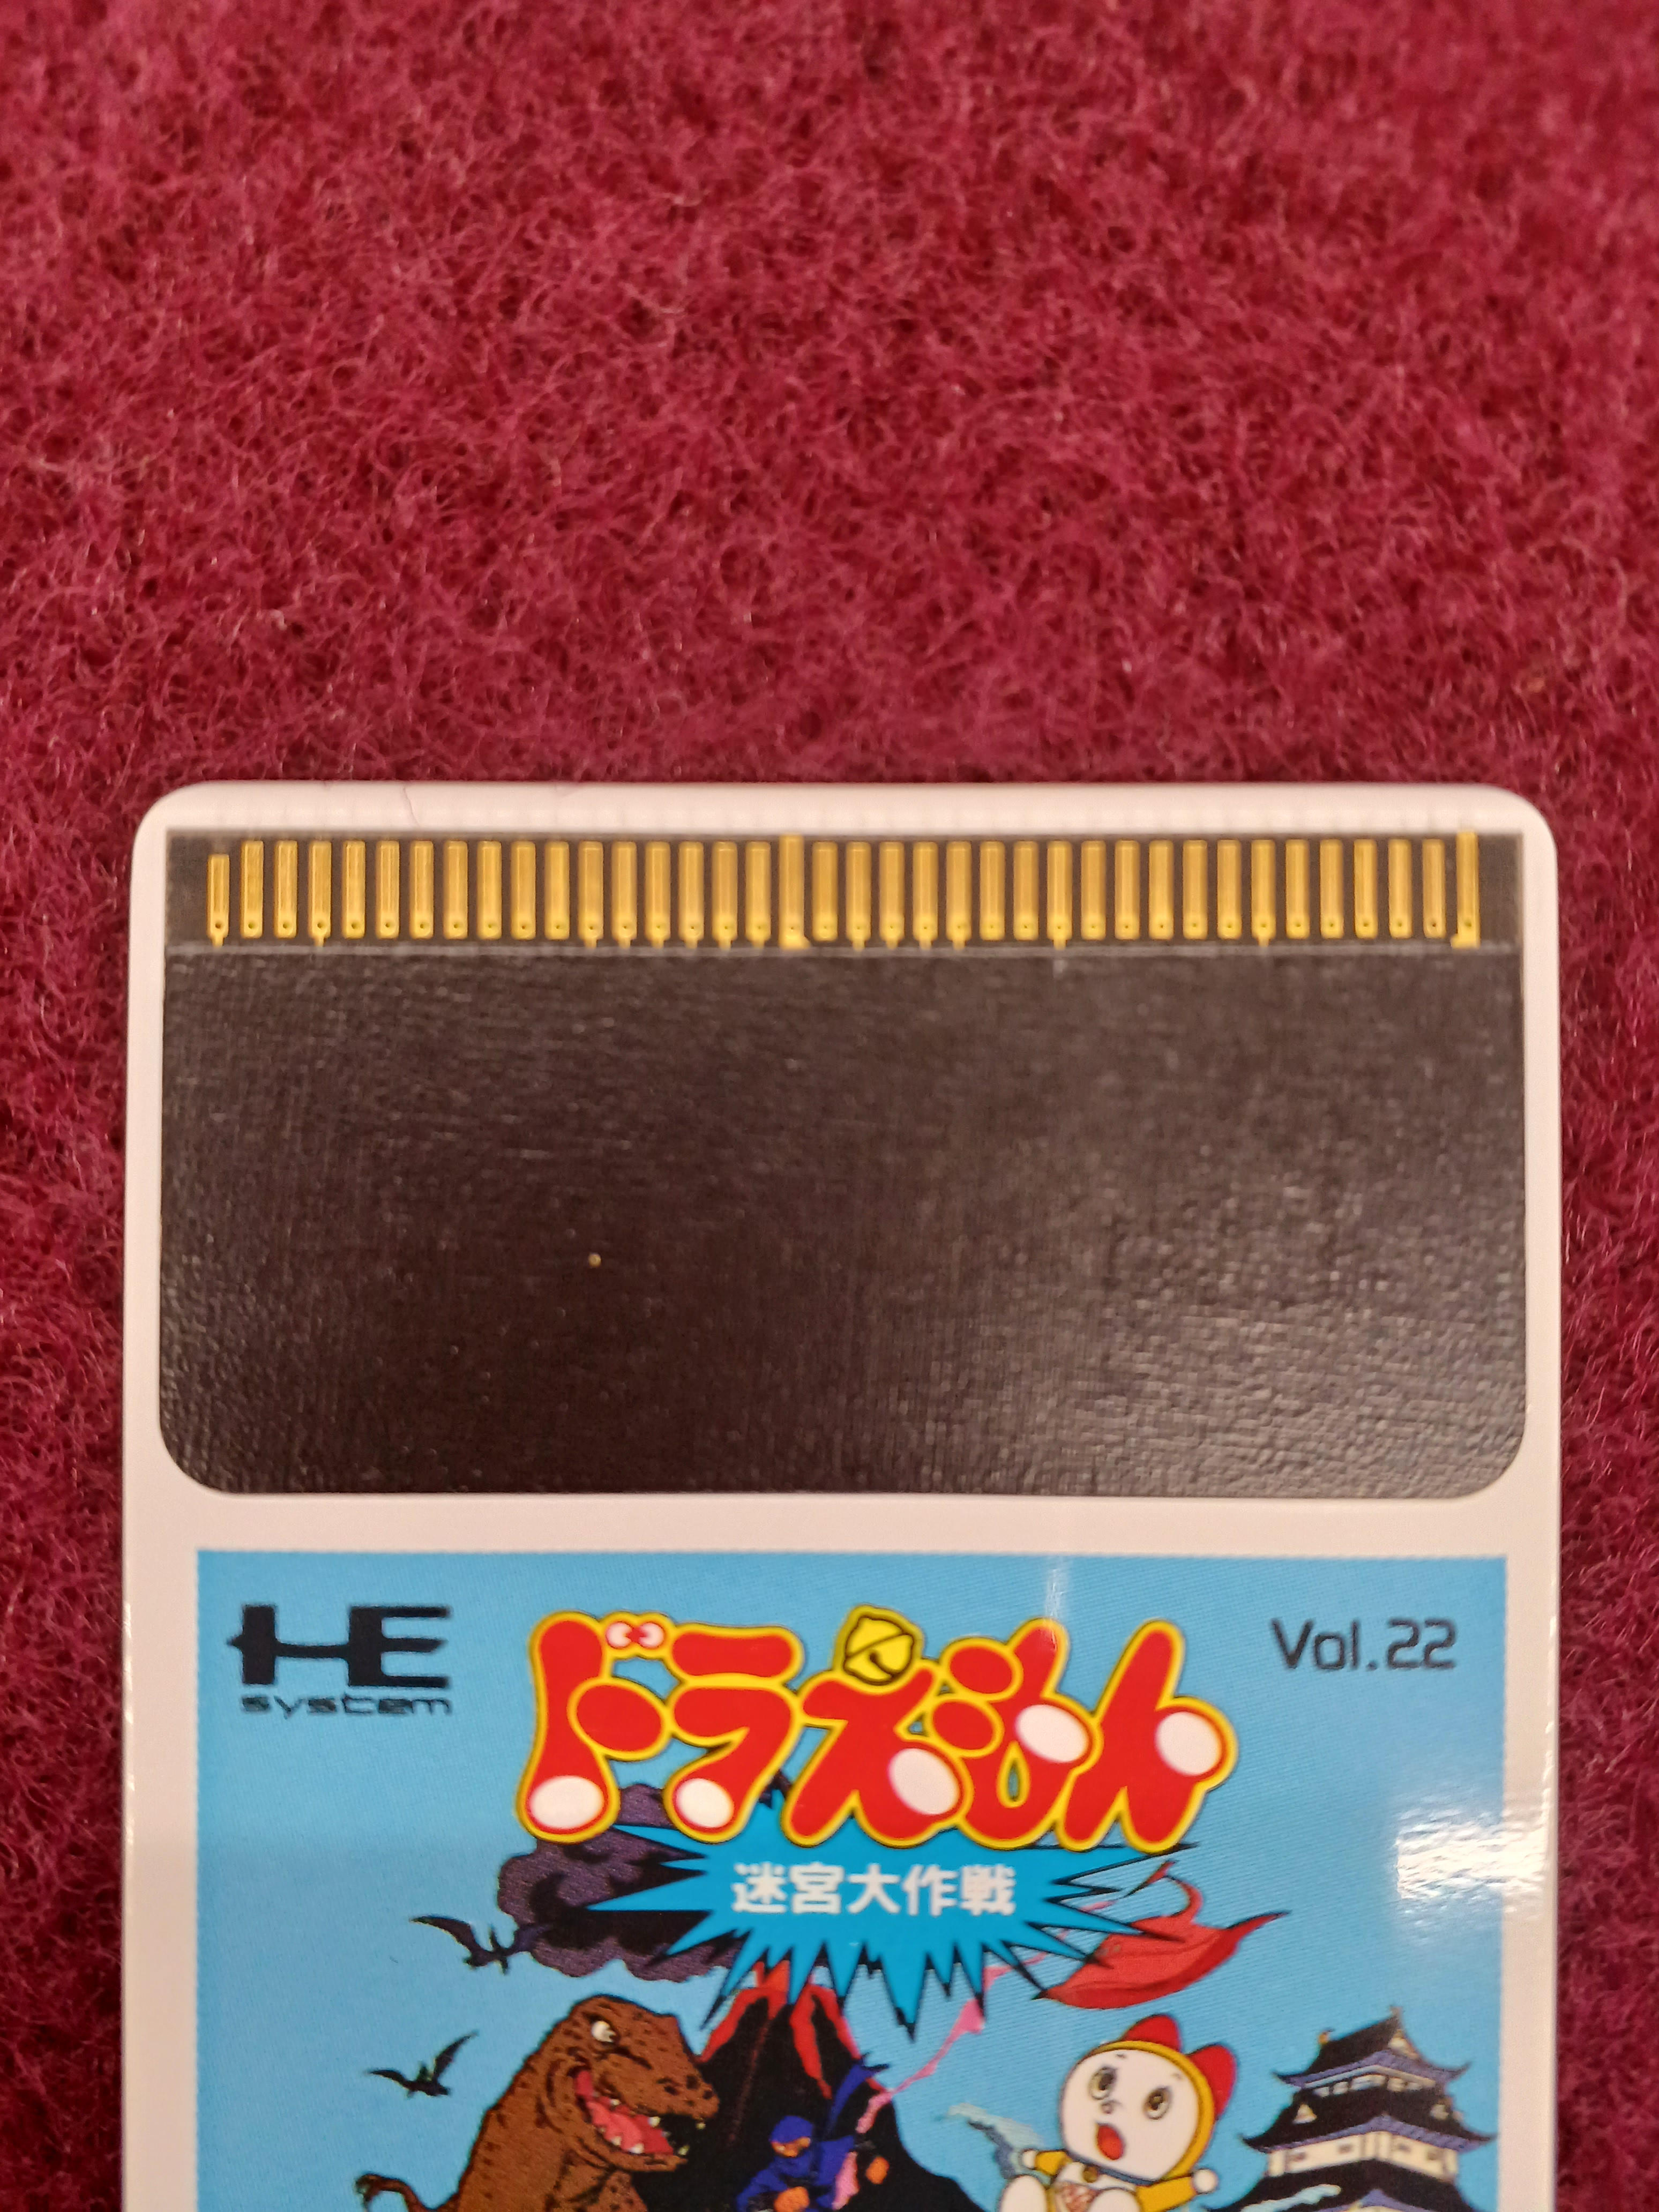 HE
system
ドラえもん
Vol.22
迷宮大作戦